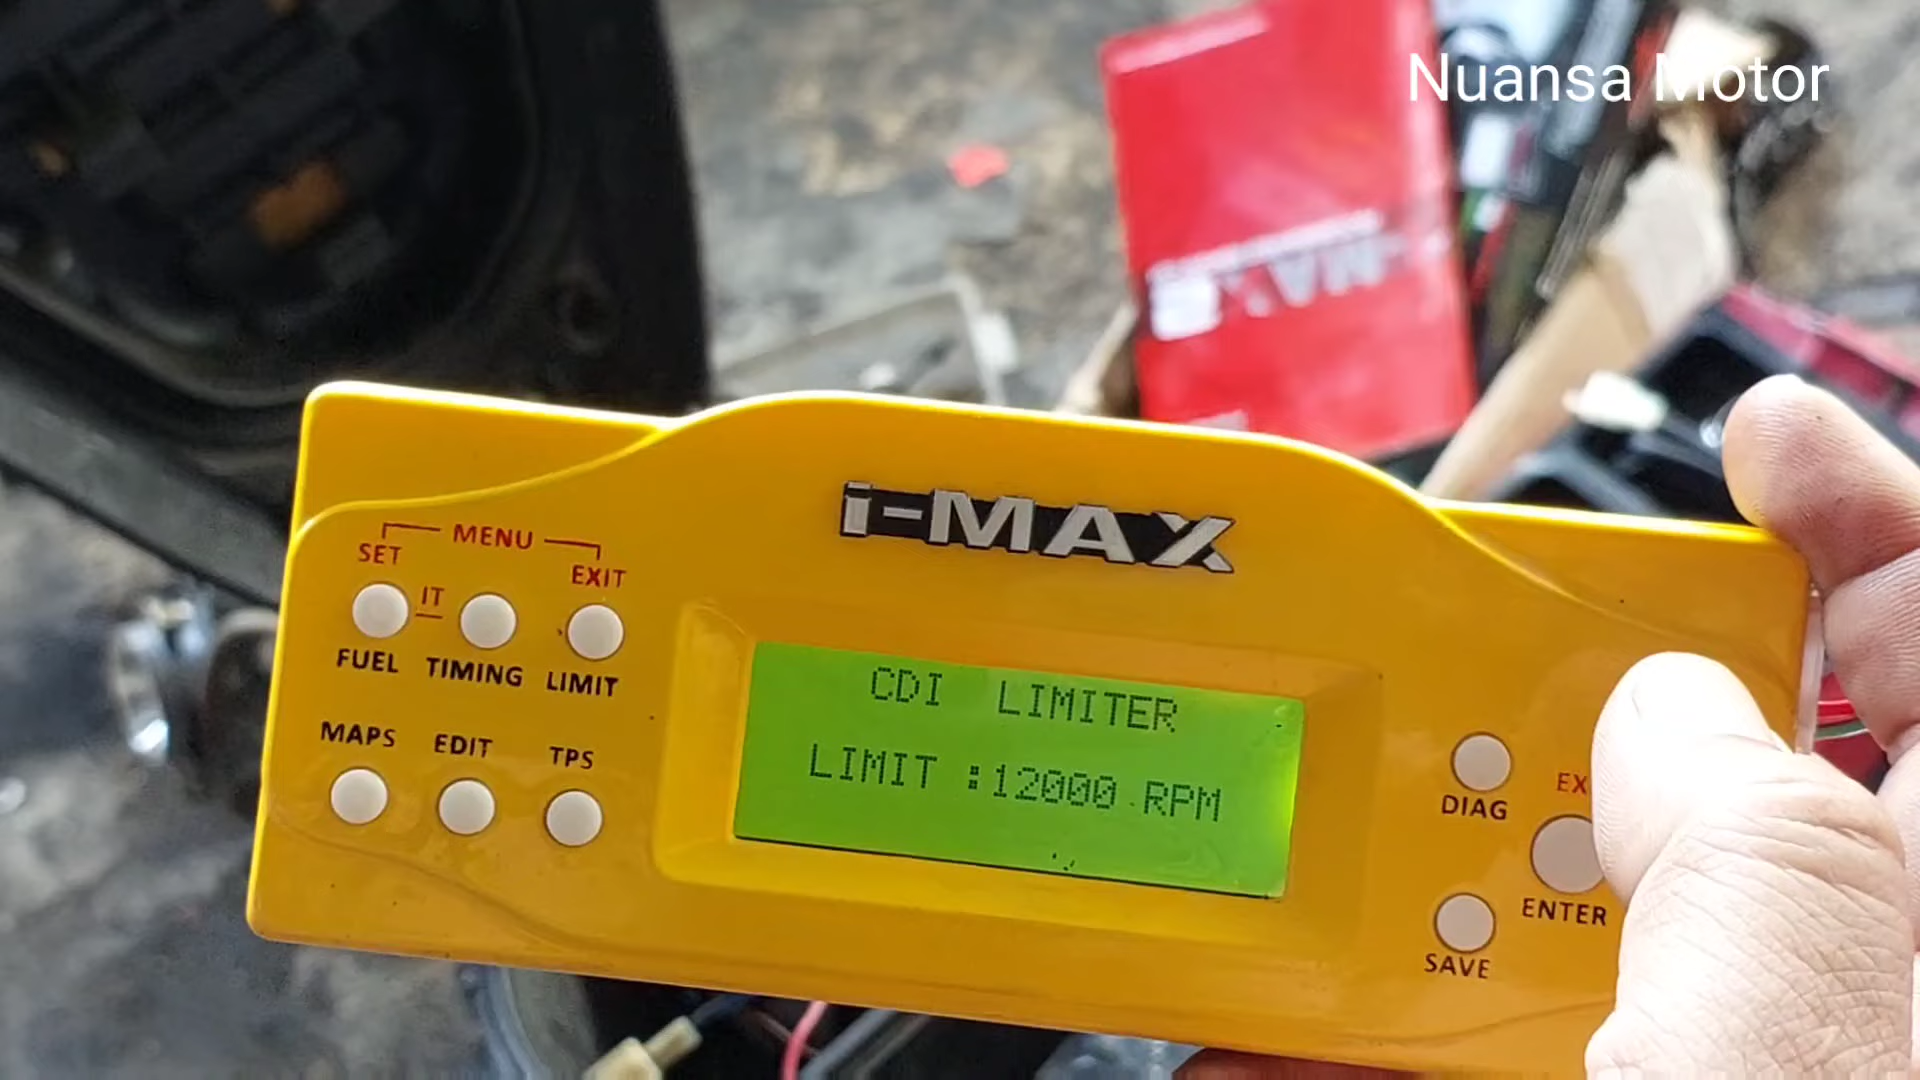 Nuansa Motor
i-MAX
i-MAX
MENU
SET
EXIT
IT
FUEL
TIMING
LIMIT
MAPS
EDIT
TPS
CDI LIMITER
LIMIT :12000 RPM
DIAG
ENTER
SAVE